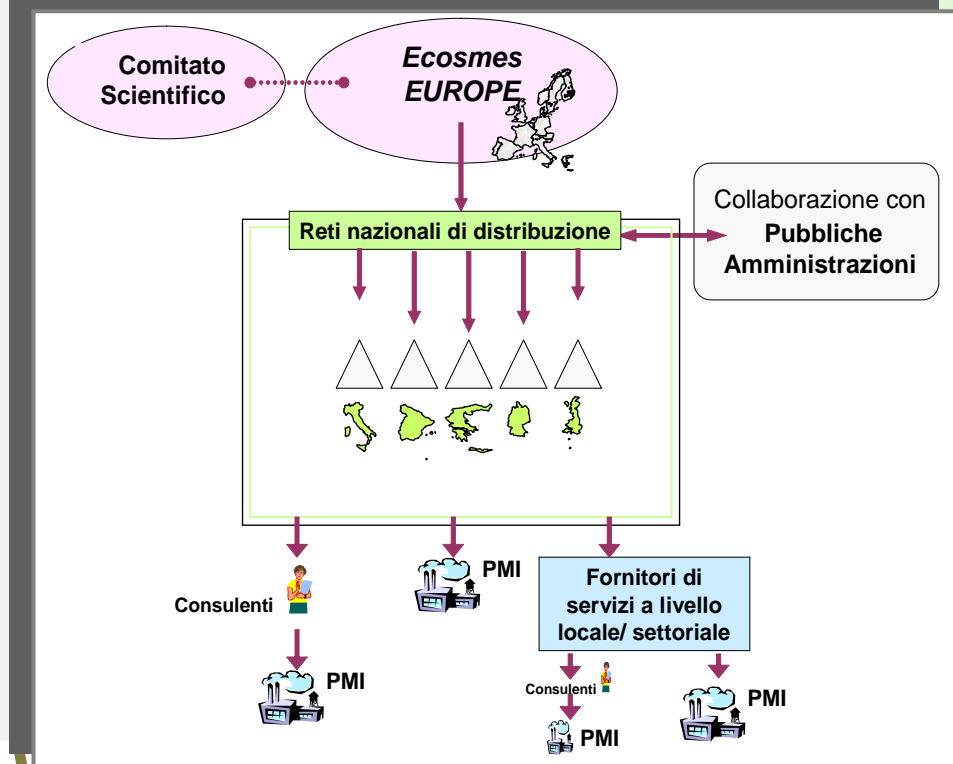 Comitato
Scientifico
Ecosmes
EUROPE
Collaborazione con
Pubbliche
Amministrazioni
Reti nazionali di distribuzione
Consulenti
PMI
PMI
Fornitori di
servizi a livello
locale/ settoriale
Consulenti
PMI
PMI